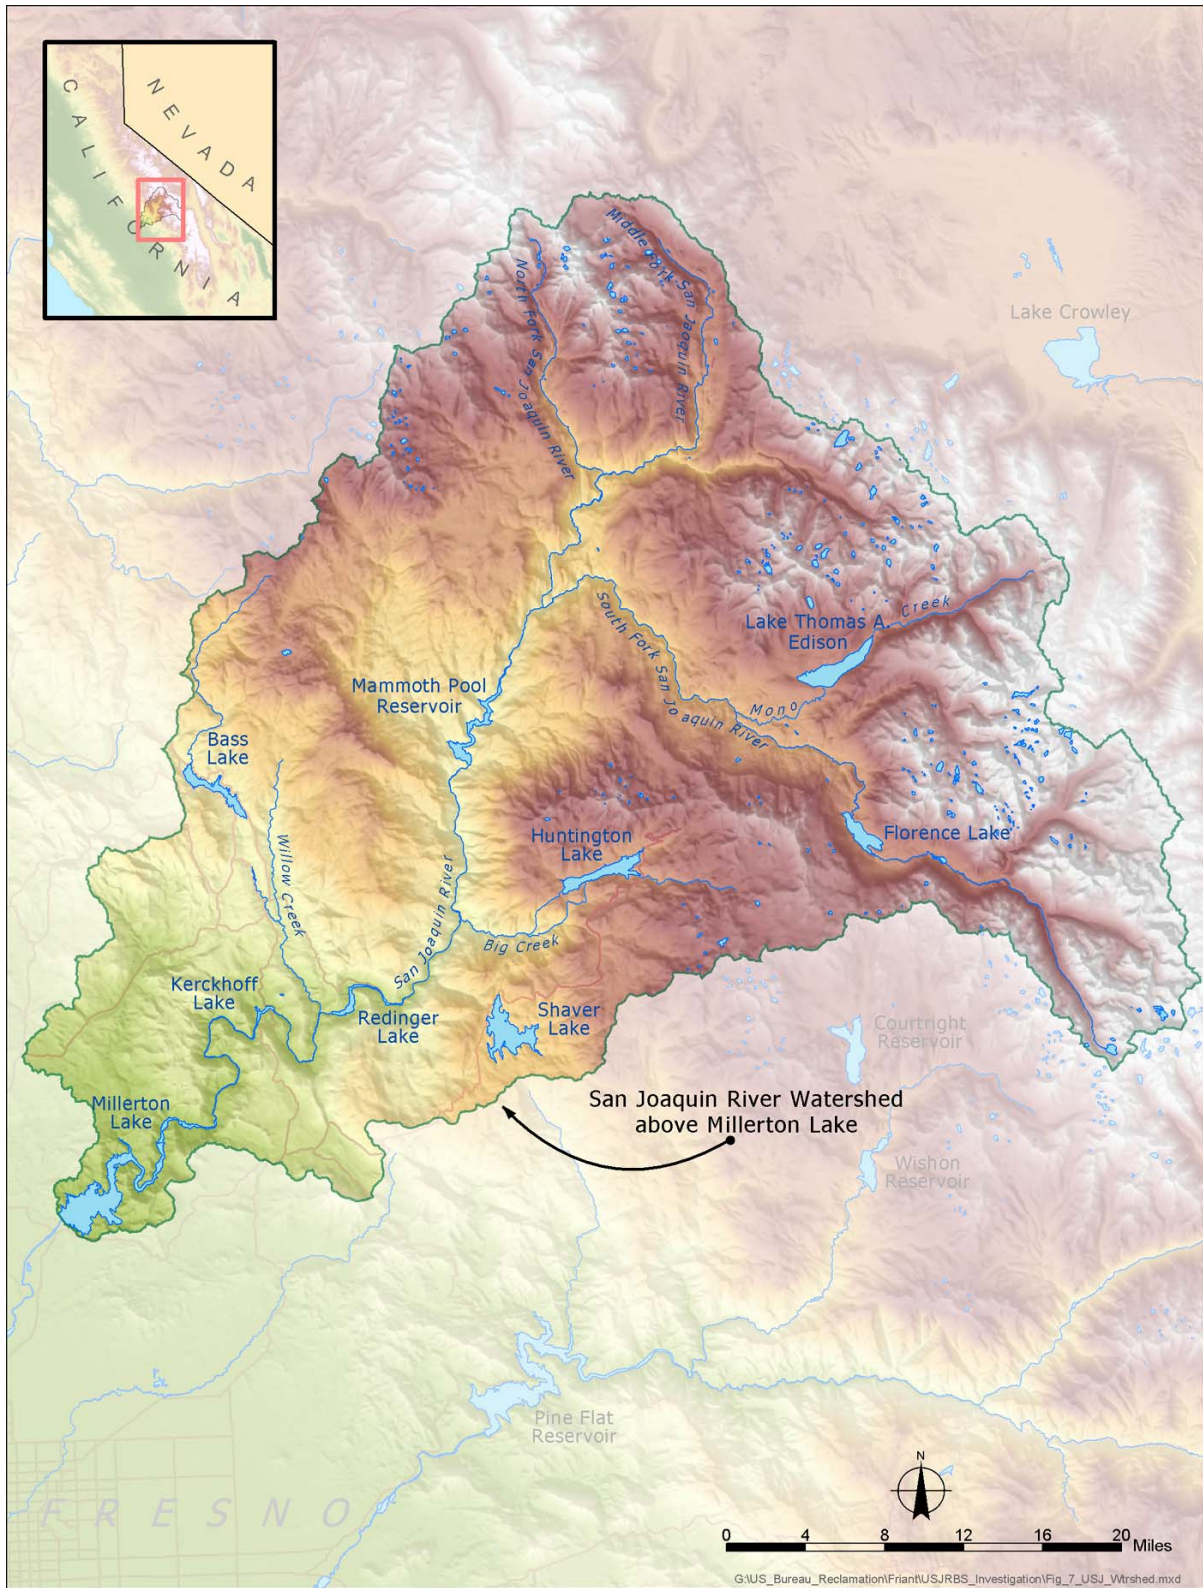 CALIFORNIA
NEVADA
Middle Fork San Joaquin River
North Fork San Joaquin River
Lake Crowley
South Fork San Joaquin River
Lake Thomas A.
Edison
Mono
Creek
Mammoth Pool
Reservoir
Bass
Lake
Huntington
Lake
Florence Lake
Willow Creek
San Joaquin River
Big Creek
Kerckhoff
Lake
Redinger
Lake
Shaver
Lake
Courtright
Reservoir
Millerton
Lake
San Joaquin River Watershed
above Millerton Lake
Wishon
Reservoir
Pine Flat
Reservoir
FRESNO
N
0 4 8 12 16 20
Miles
G:\US_Bureau_Reclamation\Friant\USJRBS_Investigation\Fig_7_USJ_Wtrshed.mxd